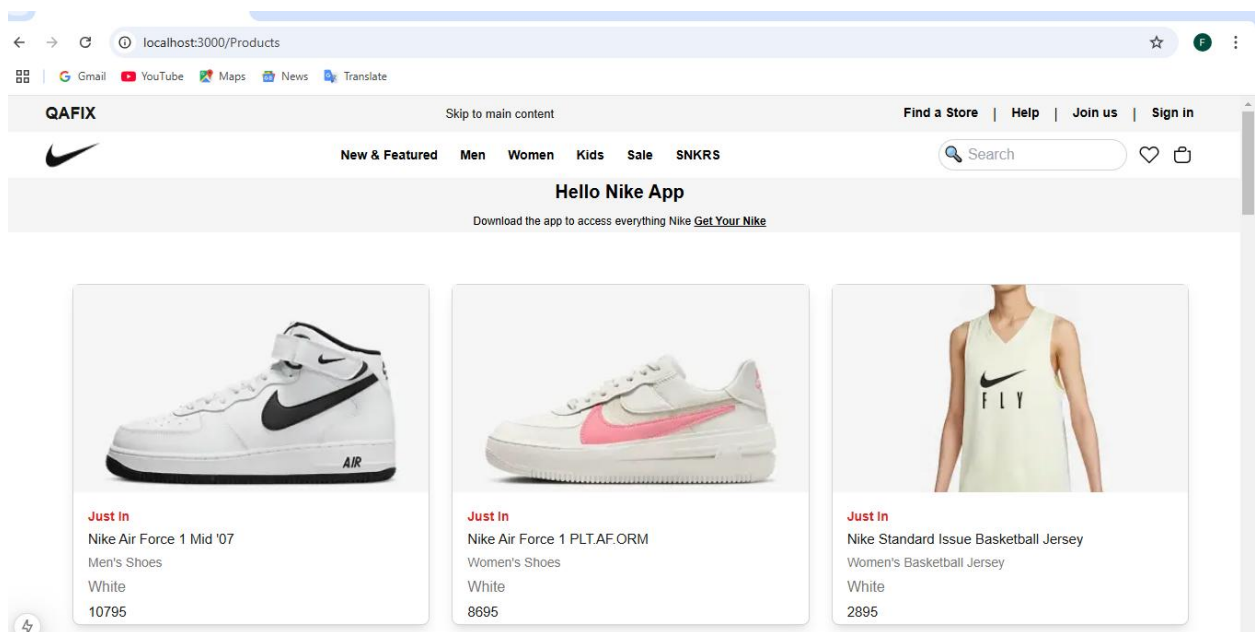 localhost:3000/Products
F
Gmail YouTube Maps News Translate
QAFIX Skip to main content Find a Store | Help | Join us | Sign in
New & Featured Men Women Kids Sale SNKRS Search
Hello Nike App
Download the app to access everything Nike Get Your Nike
AIR
FLY
Just In
Nike Air Force 1 Mid '07
Men's Shoes
White
10795
Just In
Nike Air Force 1 PLT.AF.ORM
Women's Shoes
White
8695
Just In
Nike Standard Issue Basketball Jersey
Women's Basketball Jersey
White
2895